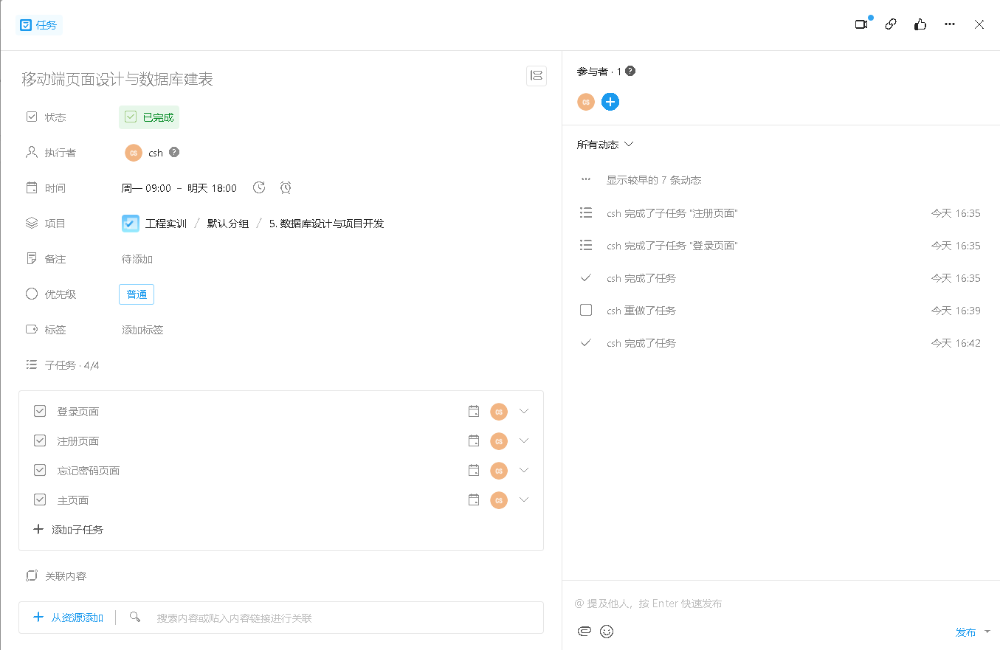 任务
移动端页面设计与数据库建表
状态 已完成
执行者 CS csh ?
时间 周一 09:00 – 明天 18:00
项目 工程实训 / 默认分组 / 5. 数据库设计与项目开发
备注 待添加
优先级 普通
标签 添加标签
子任务 · 4/4
登录页面 CS
注册页面 CS
忘记密码页面 CS
主页面 CS
添加子任务
关联内容
从资源添加 搜索内容或贴入内容链接进行关联
参与者 · 1 ?
CS
所有动态
显示较早的 7 条动态
csh 完成了子任务 "注册页面" 今天 16:35
csh 完成了子任务 "登录页面" 今天 16:35
csh 完成了任务 今天 16:35
csh 重做了任务 今天 16:39
csh 完成了任务 今天 16:42
@ 提及他人，按 Enter 快速发布
发布